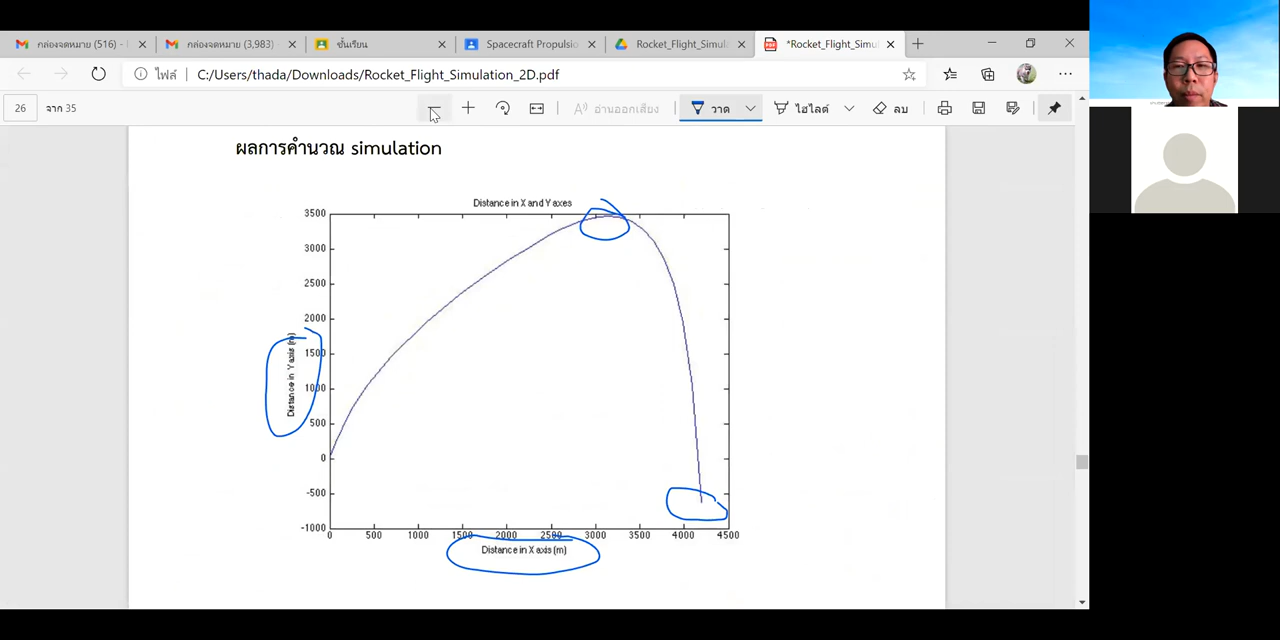 กล่องจดหมาย (516) -
กล่องจดหมาย (3,983) -
ชั้นเรียน
Spacecraft Propulsio
Rocket_Flight_Simula
*Rocket_Flight_Simu
ไฟล์
C:/Users/thada/Downloads/Rocket_Flight_Simulation_2D.pdf
26 จาก 35
อ่านออกเสียง
วาด
ไฮไลต์
ลบ
ผลการคำนวณ simulation
Distance in X and Y axes
3500
3000
2500
2000
1500
1000
500
0
-500
-1000
Distance in Y axis (m)
0 500 1000 1500 2000 2500 3000 3500 4000 4500
Distance in X axis (m)